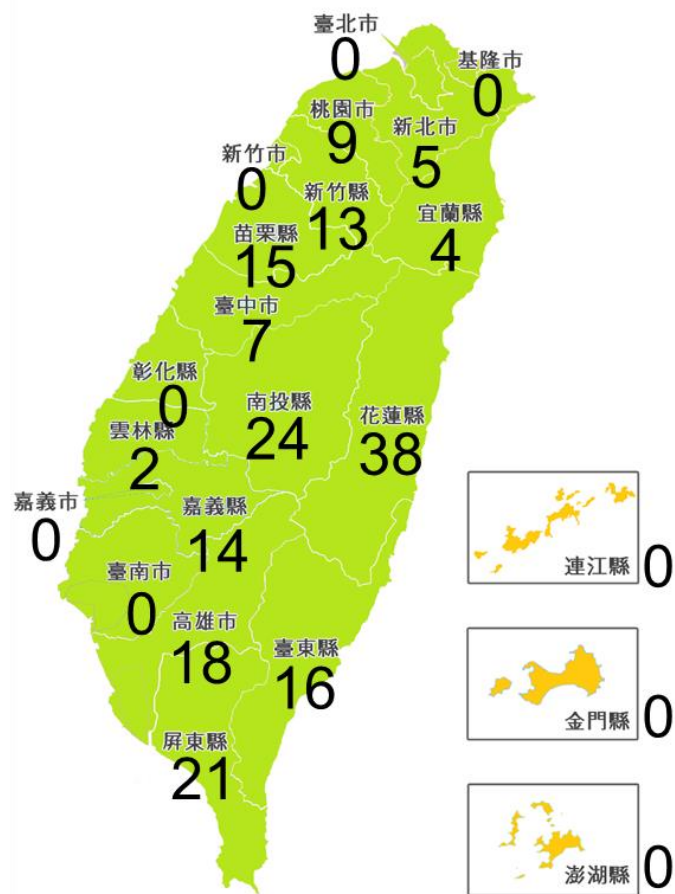 臺北市
0
基隆市
0
桃園市
9
新北市
5
新竹市
0
新竹縣
13
宜蘭縣
4
苗栗縣
15
臺中市
7
彰化縣
0
南投縣
24
花蓮縣
38
雲林縣
2
嘉義市
0
嘉義縣
14
連江縣 0
臺南市
0
高雄市
18
臺東縣
16
金門縣 0
屏東縣
21
澎湖縣 0